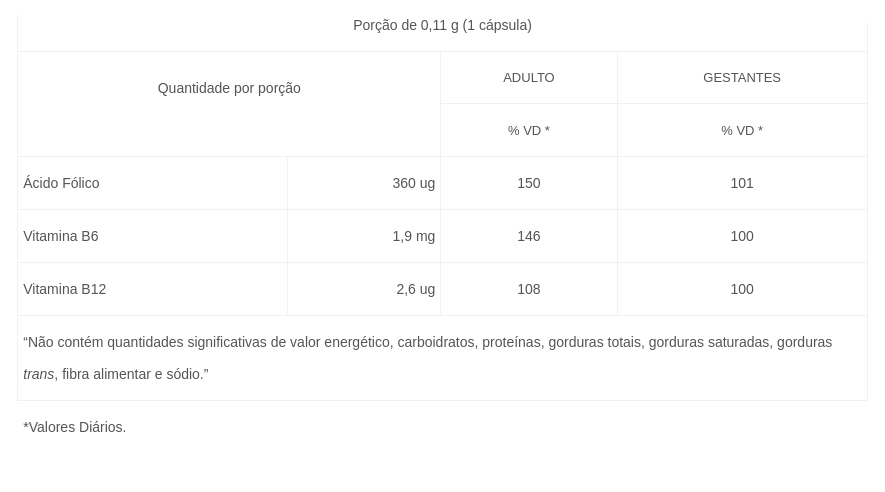 Porção de 0,11 g (1 cápsula)
Quantidade por porção
ADULTO
GESTANTES
% VD *
% VD *
Ácido Fólico 360 ug 150 101
Vitamina B6 1,9 mg 146 100
Vitamina B12 2,6 ug 108 100
“Não contém quantidades significativas de valor energético, carboidratos, proteínas, gorduras totais, gorduras saturadas, gorduras
trans, fibra alimentar e sódio.”
*Valores Diários.